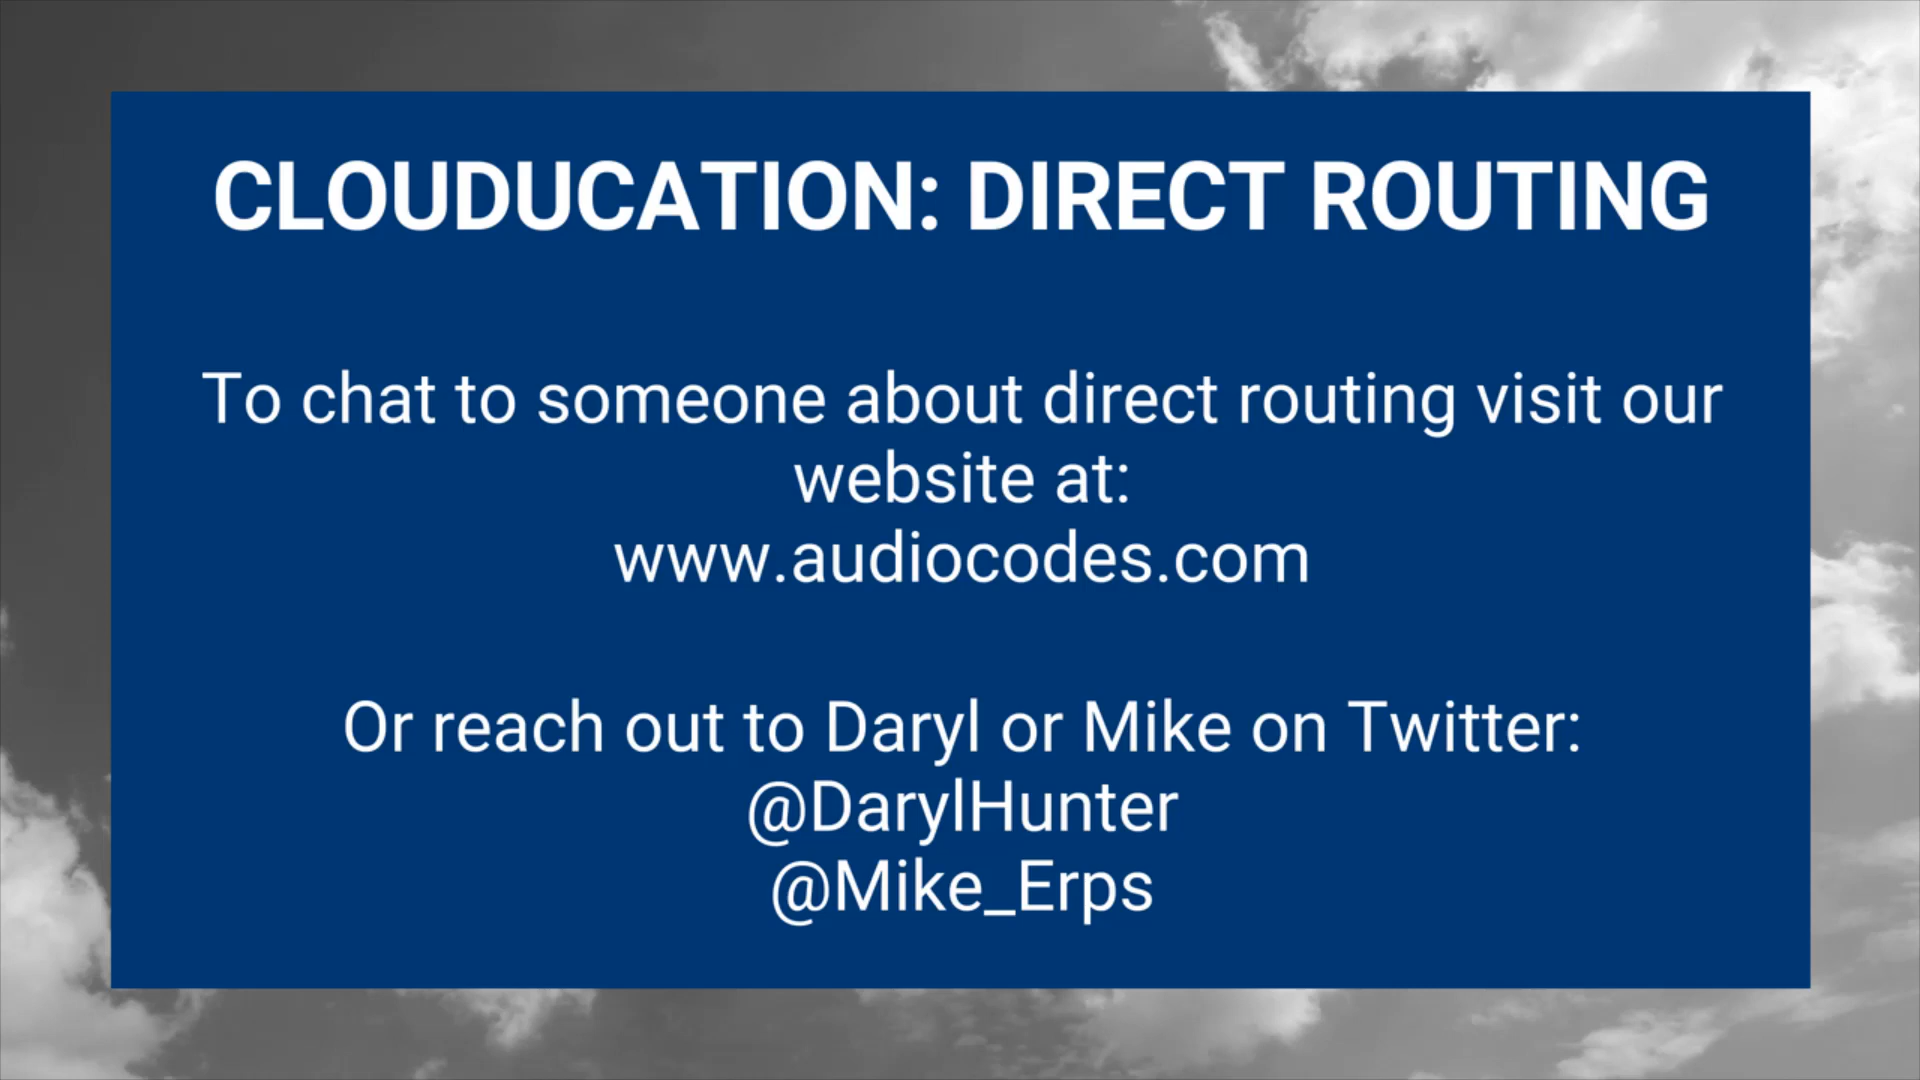 CLOUDUCATION: DIRECT ROUTING
To chat to someone about direct routing visit our
website at:
www.audiocodes.com
Or reach out to Daryl or Mike on Twitter:
@DarylHunter
@Mike_Erps